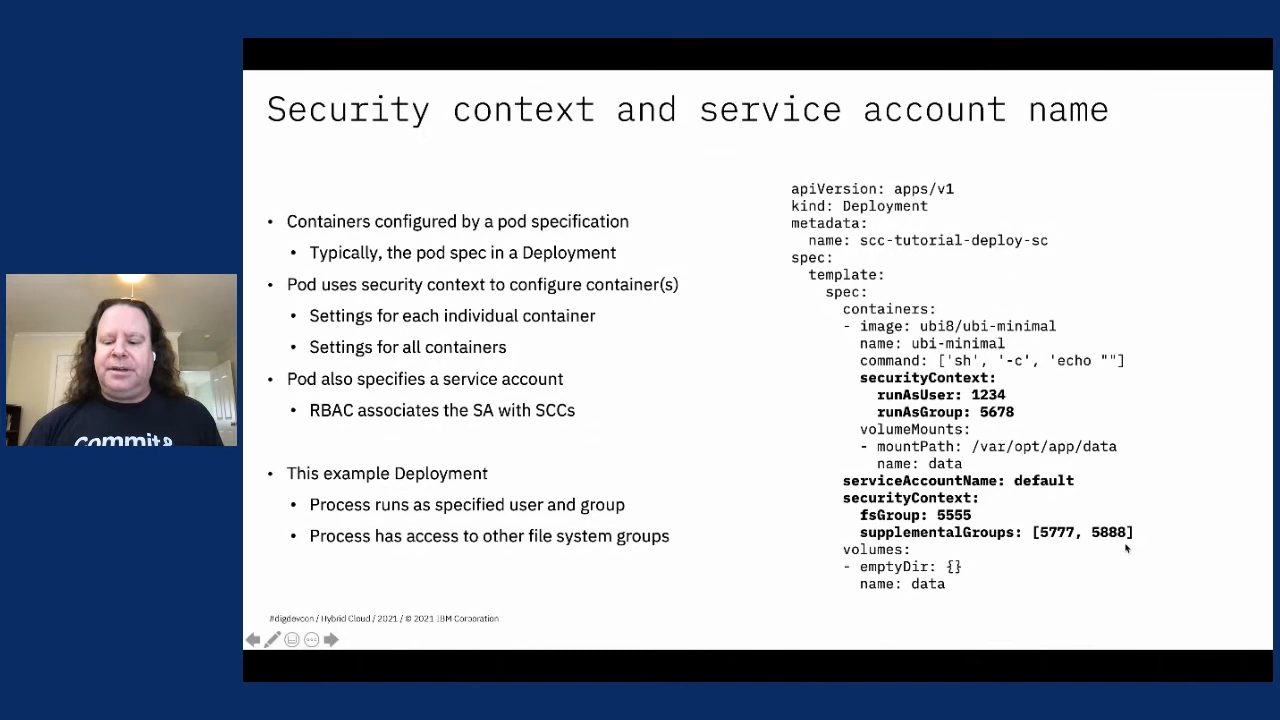 Security context and service account name
• Containers configured by a pod specification
• Typically, the pod spec in a Deployment
• Pod uses security context to configure container(s)
• Settings for each individual container
• Settings for all containers
• Pod also specifies a service account
• RBAC associates the SA with SCCs
• This example Deployment
• Process runs as specified user and group
• Process has access to other file system groups
apiVersion: apps/v1
kind: Deployment
metadata:
name: scc-tutorial-deploy-sc
spec:
template:
spec:
containers:
- image: ubi8/ubi-minimal
name: ubi-minimal
command: ['sh', '-c', 'echo ""]
securityContext:
runAsUser: 1234
runAsGroup: 5678
volumeMounts:
- mountPath: /var/opt/app/data
name: data
serviceAccountName: default
securityContext:
fsGroup: 5555
supplementalGroups: [5777, 5888]
volumes:
- emptyDir: {}
name: data
#digdevcon / Hybrid Cloud / 2021 / © 2021 IBM Corporation